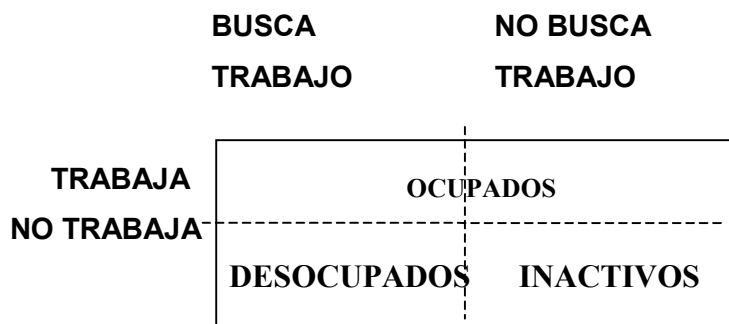 BUSCA NO BUSCA
TRABAJO TRABAJO
TRABAJA OCUPADOS
NO TRABAJA
DESOCUPADOS INACTIVOS